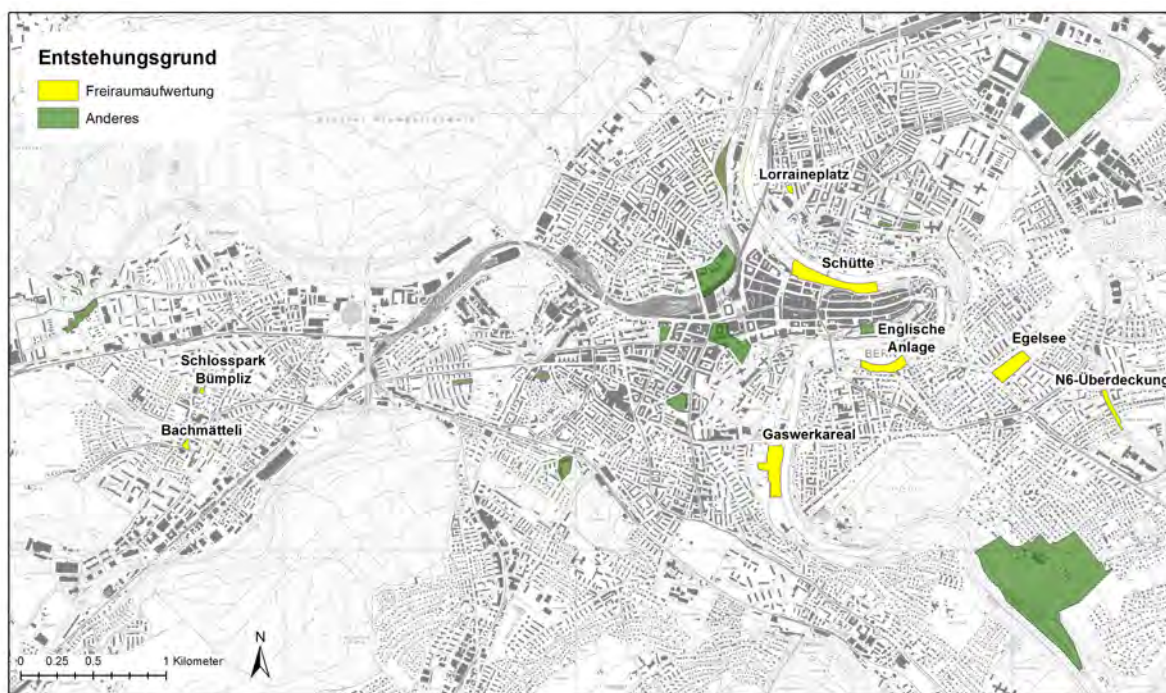 Entstehungsgrund
Freiraumaufwertung
Anderes
Lorraineplatz
Schütte
Englische
Anlage
Egelsee
N6-Überdeckung
Schlosspark
Bümpliz
Bachmätteli
Gaswerkareal
BERN
N
0 0.25 0.5 1 Kilometer